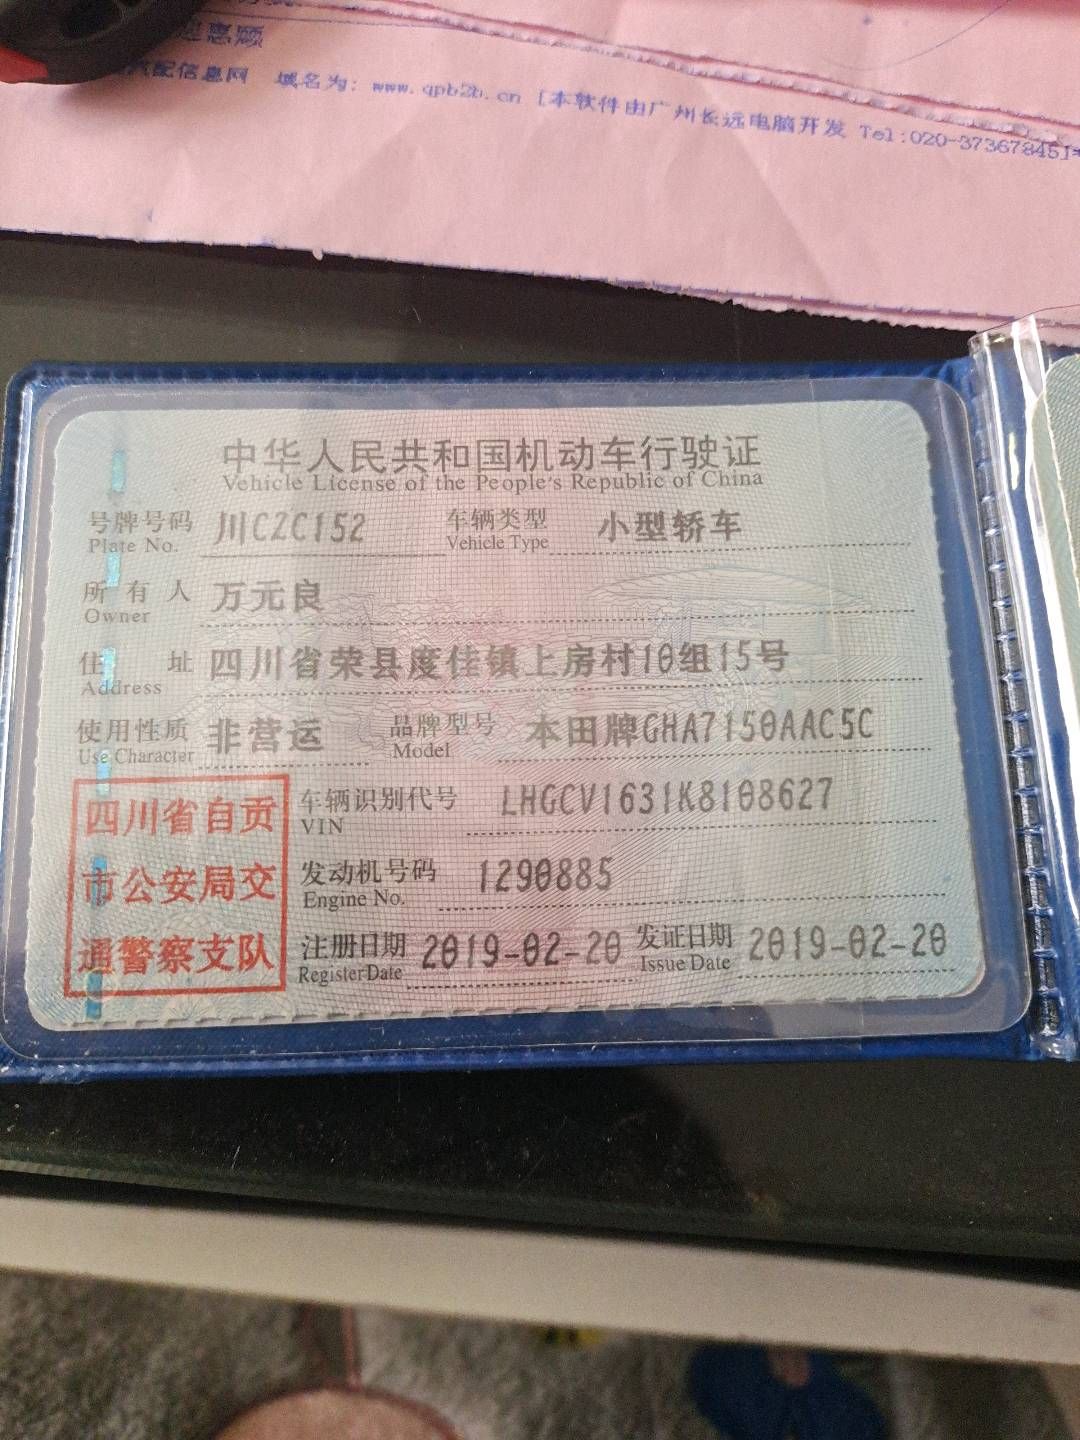 迎惠顾
汽配信息网 域名为: www.qpb2b.cn [本软件由广州长远电脑开发 Tel:020-373678451
中华人民共和国机动车行驶证
Vehicle License of the People's Republic of China
号牌号码 川CZC152 车辆类型 小型轿车
Plate No. Vehicle Type
所有人 万元良
Owner
住址 四川省荣县度佳镇上房村10组15号
Address
使用性质 非营运 品牌型号 本田牌GHA7150AAC5C
Use Character Model
四川省自贡
市公安局交
通警察支队
车辆识别代号 LHGCV1631K8108627
VIN
发动机号码 1290885
Engine No.
注册日期 2019-02-20 发证日期 2019-02-20
Register Date Issue Date